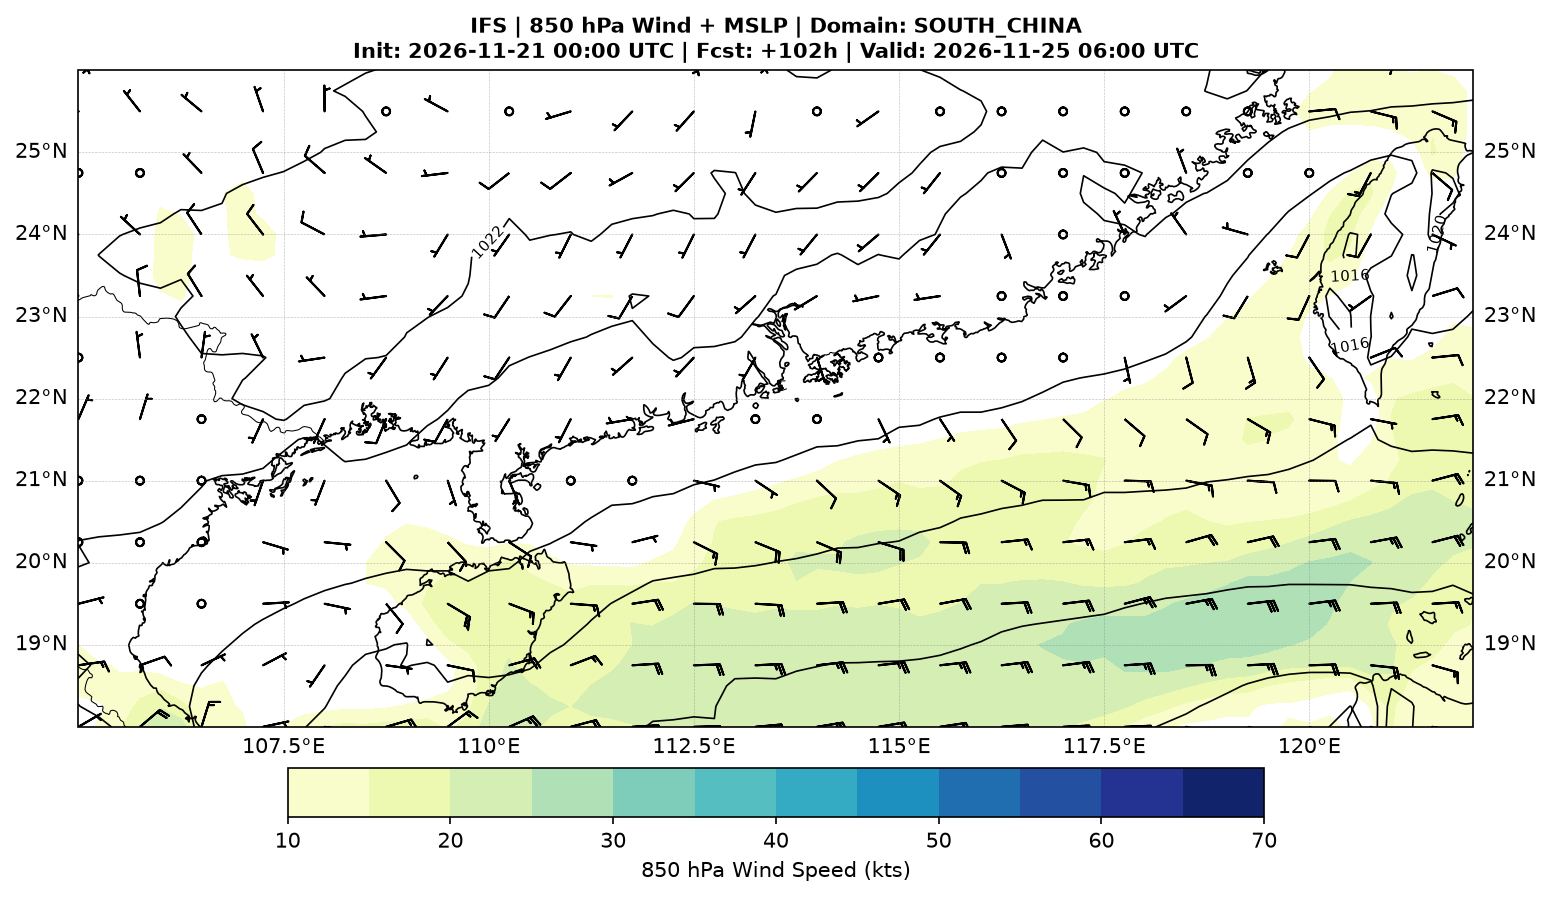 IFS | 850 hPa Wind + MSLP | Domain: SOUTH_CHINA
Init: 2026-11-21 00:00 UTC | Fcst: +102h | Valid: 2026-11-25 06:00 UTC
25°N 25°N
24°N 24°N
23°N 23°N
22°N 22°N
21°N 21°N
20°N 20°N
19°N 19°N
1022
1020
1016
1016
107.5°E 110°E 112.5°E 115°E 117.5°E 120°E
10 20 30 40 50 60 70
850 hPa Wind Speed (kts)